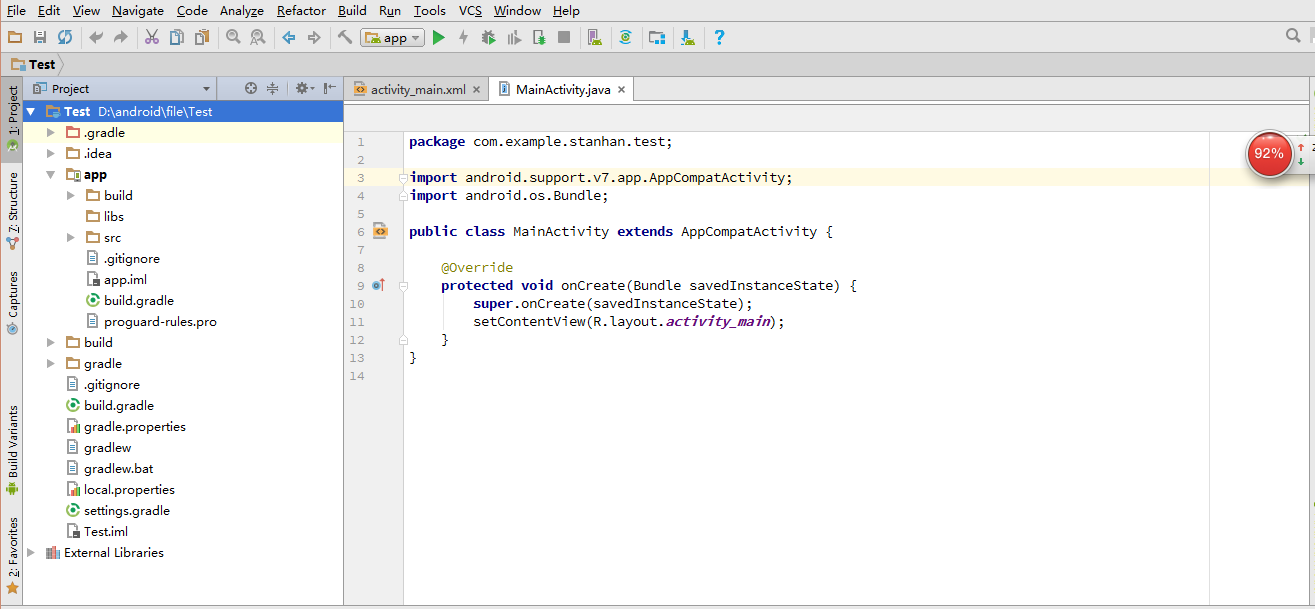 File Edit View Navigate Code Analyze Refactor Build Run Tools VCS Window Help
app
Test
Project
activity_main.xml
MainActivity.java
1: Project
7: Structure
Captures
Build Variants
2: Favorites
Test D:\android\file\Test
.gradle
.idea
app
build
libs
src
.gitignore
app.iml
build.gradle
proguard-rules.pro
build
gradle
.gitignore
build.gradle
gradle.properties
gradlew
gradlew.bat
local.properties
settings.gradle
Test.iml
External Libraries
1 package com.example.stanhan.test;
2
3 import android.support.v7.app.AppCompatActivity;
4 import android.os.Bundle;
5
6 public class MainActivity extends AppCompatActivity {
7
8 @Override
9 protected void onCreate(Bundle savedInstanceState) {
10 super.onCreate(savedInstanceState);
11 setContentView(R.layout.activity_main);
12 }
13 }
14
92%